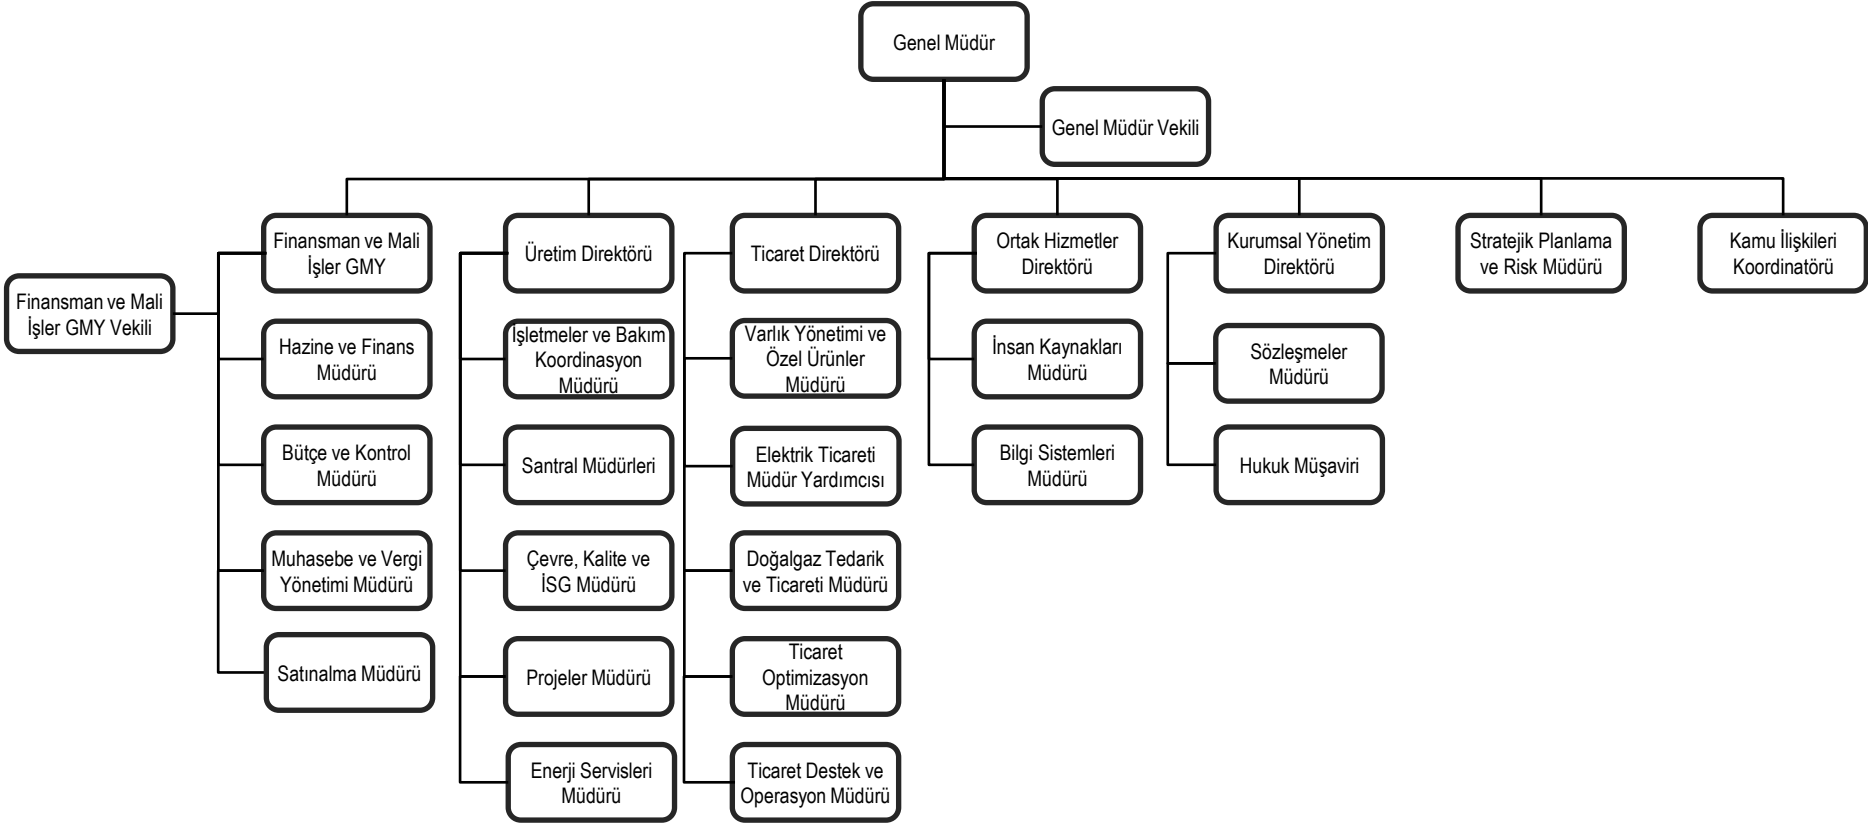 Genel Müdür
Genel Müdür Vekili
Finansman ve Mali
İşler GMY
Üretim Direktörü
Ticaret Direktörü
Ortak Hizmetler
Direktörü
Kurumsal Yönetim
Direktörü
Stratejik Planlama
ve Risk Müdürü
Kamu İlişkileri
Koordinatörü
Finansman ve Mali
İşler GMY Vekili
Hazine ve Finans
Müdürü
İşletmeler ve Bakım
Koordinasyon
Müdürü
Varlık Yönetimi ve
Özel Ürünler
Müdürü
İnsan Kaynakları
Müdürü
Sözleşmeler
Müdürü
Bütçe ve Kontrol
Müdürü
Santral Müdürleri
Elektrik Ticareti
Müdür Yardımcısı
Bilgi Sistemleri
Müdürü
Hukuk Müşaviri
Muhasebe ve Vergi
Yönetimi Müdürü
Çevre, Kalite ve
İSG Müdürü
Doğalgaz Tedarik
ve Ticareti Müdürü
Satınalma Müdürü
Projeler Müdürü
Ticaret
Optimizasyon
Müdürü
Enerji Servisleri
Müdürü
Ticaret Destek ve
Operasyon Müdürü